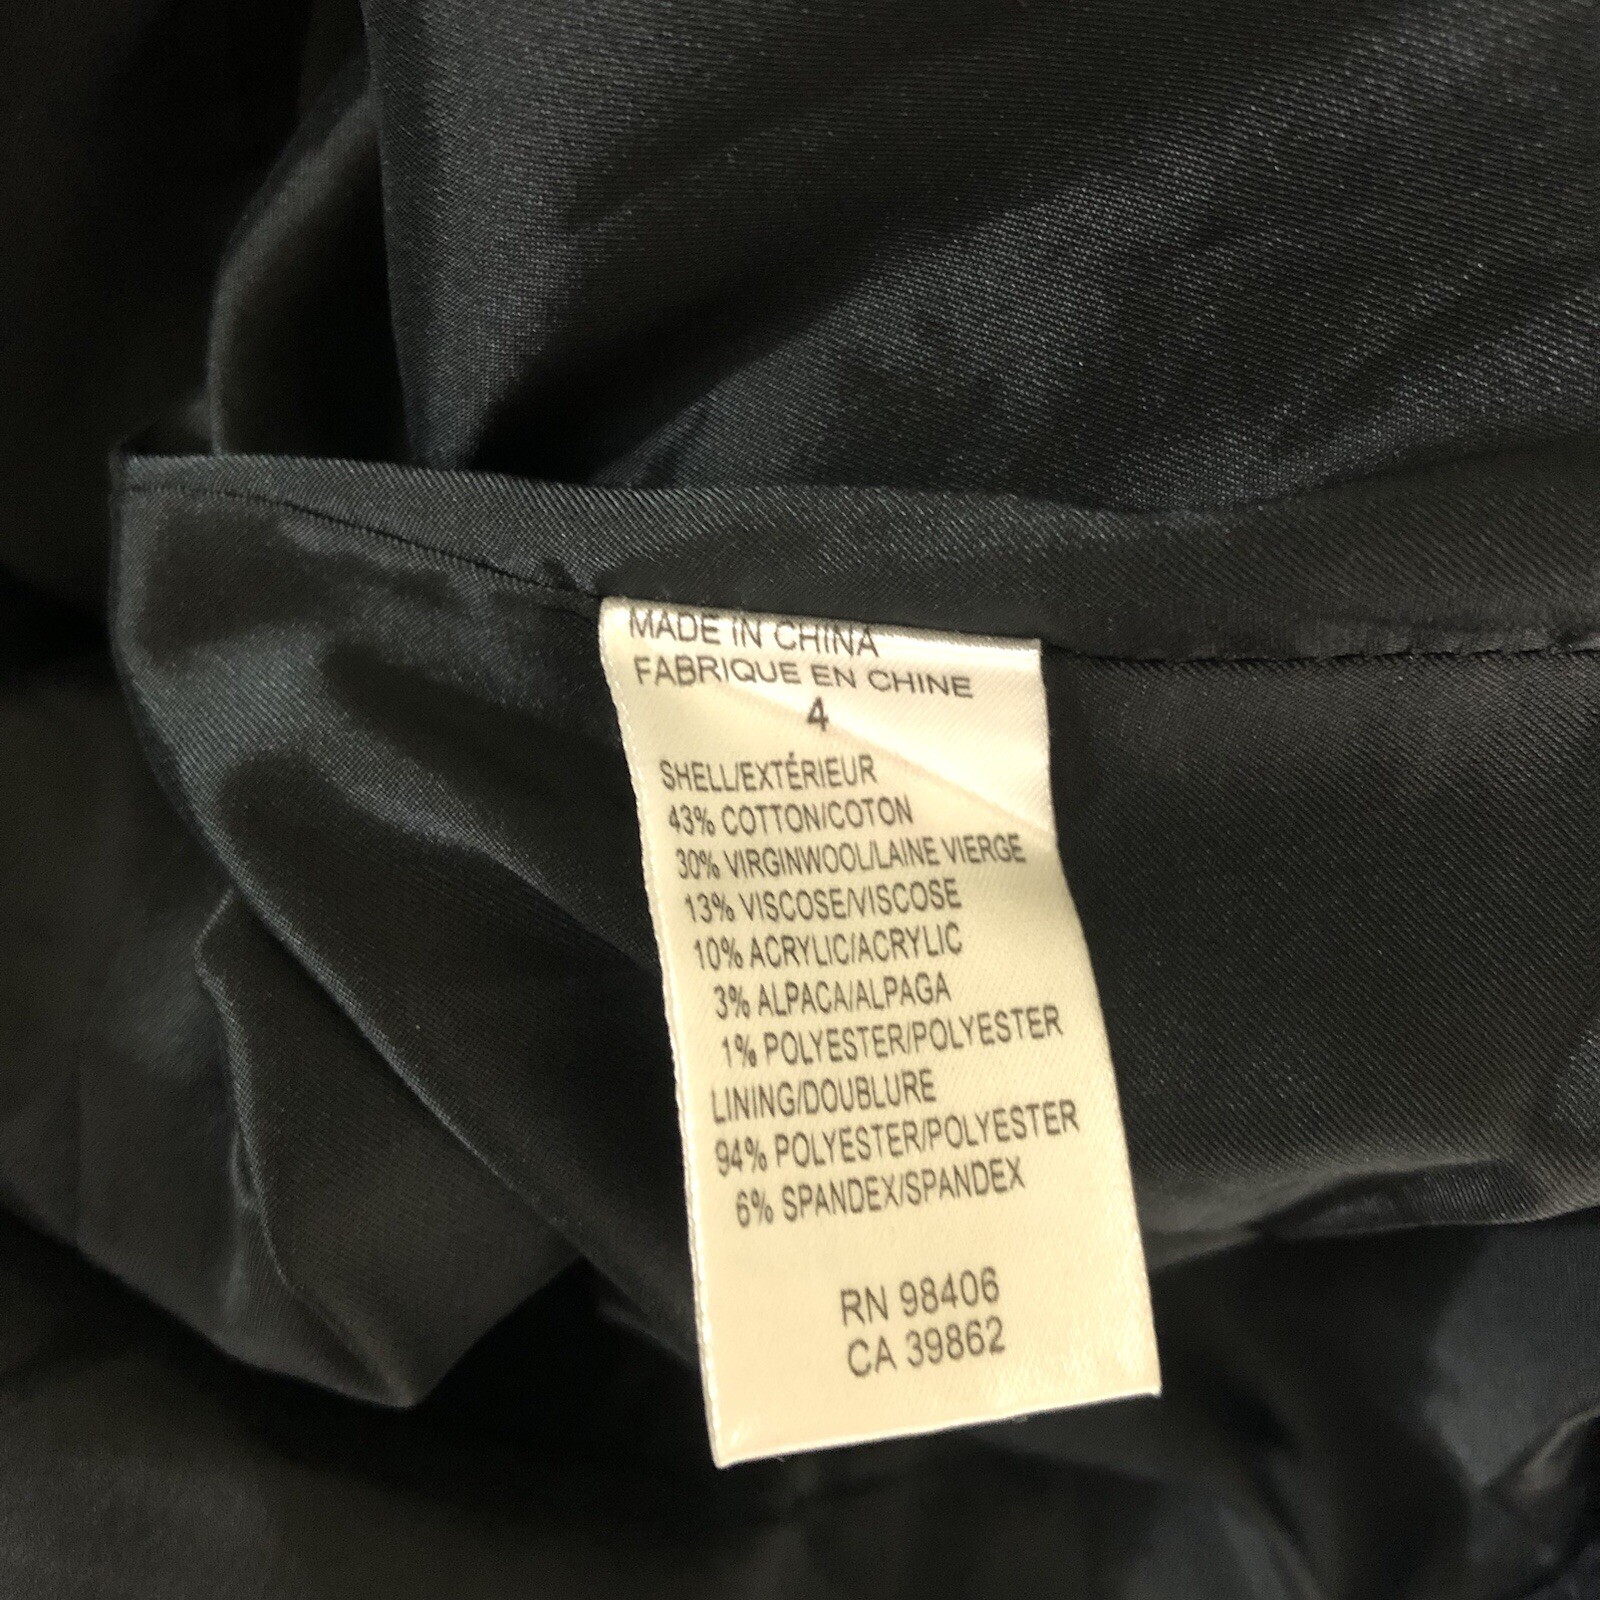 MADE IN CHINA
FABRIQUE EN CHINE
4
SHELL/EXTÉRIEUR
43% COTTON/COTON
30% VIRGINWOOL/LAINE VIERGE
13% VISCOSE/VISCOSE
10% ACRYLIC/ACRYLIC
3% ALPACA/ALPAGA
1% POLYESTER/POLYESTER
LINING/DOUBLURE
94% POLYESTER/POLYESTER
6% SPANDEX/SPANDEX
RN 98406
CA 39862